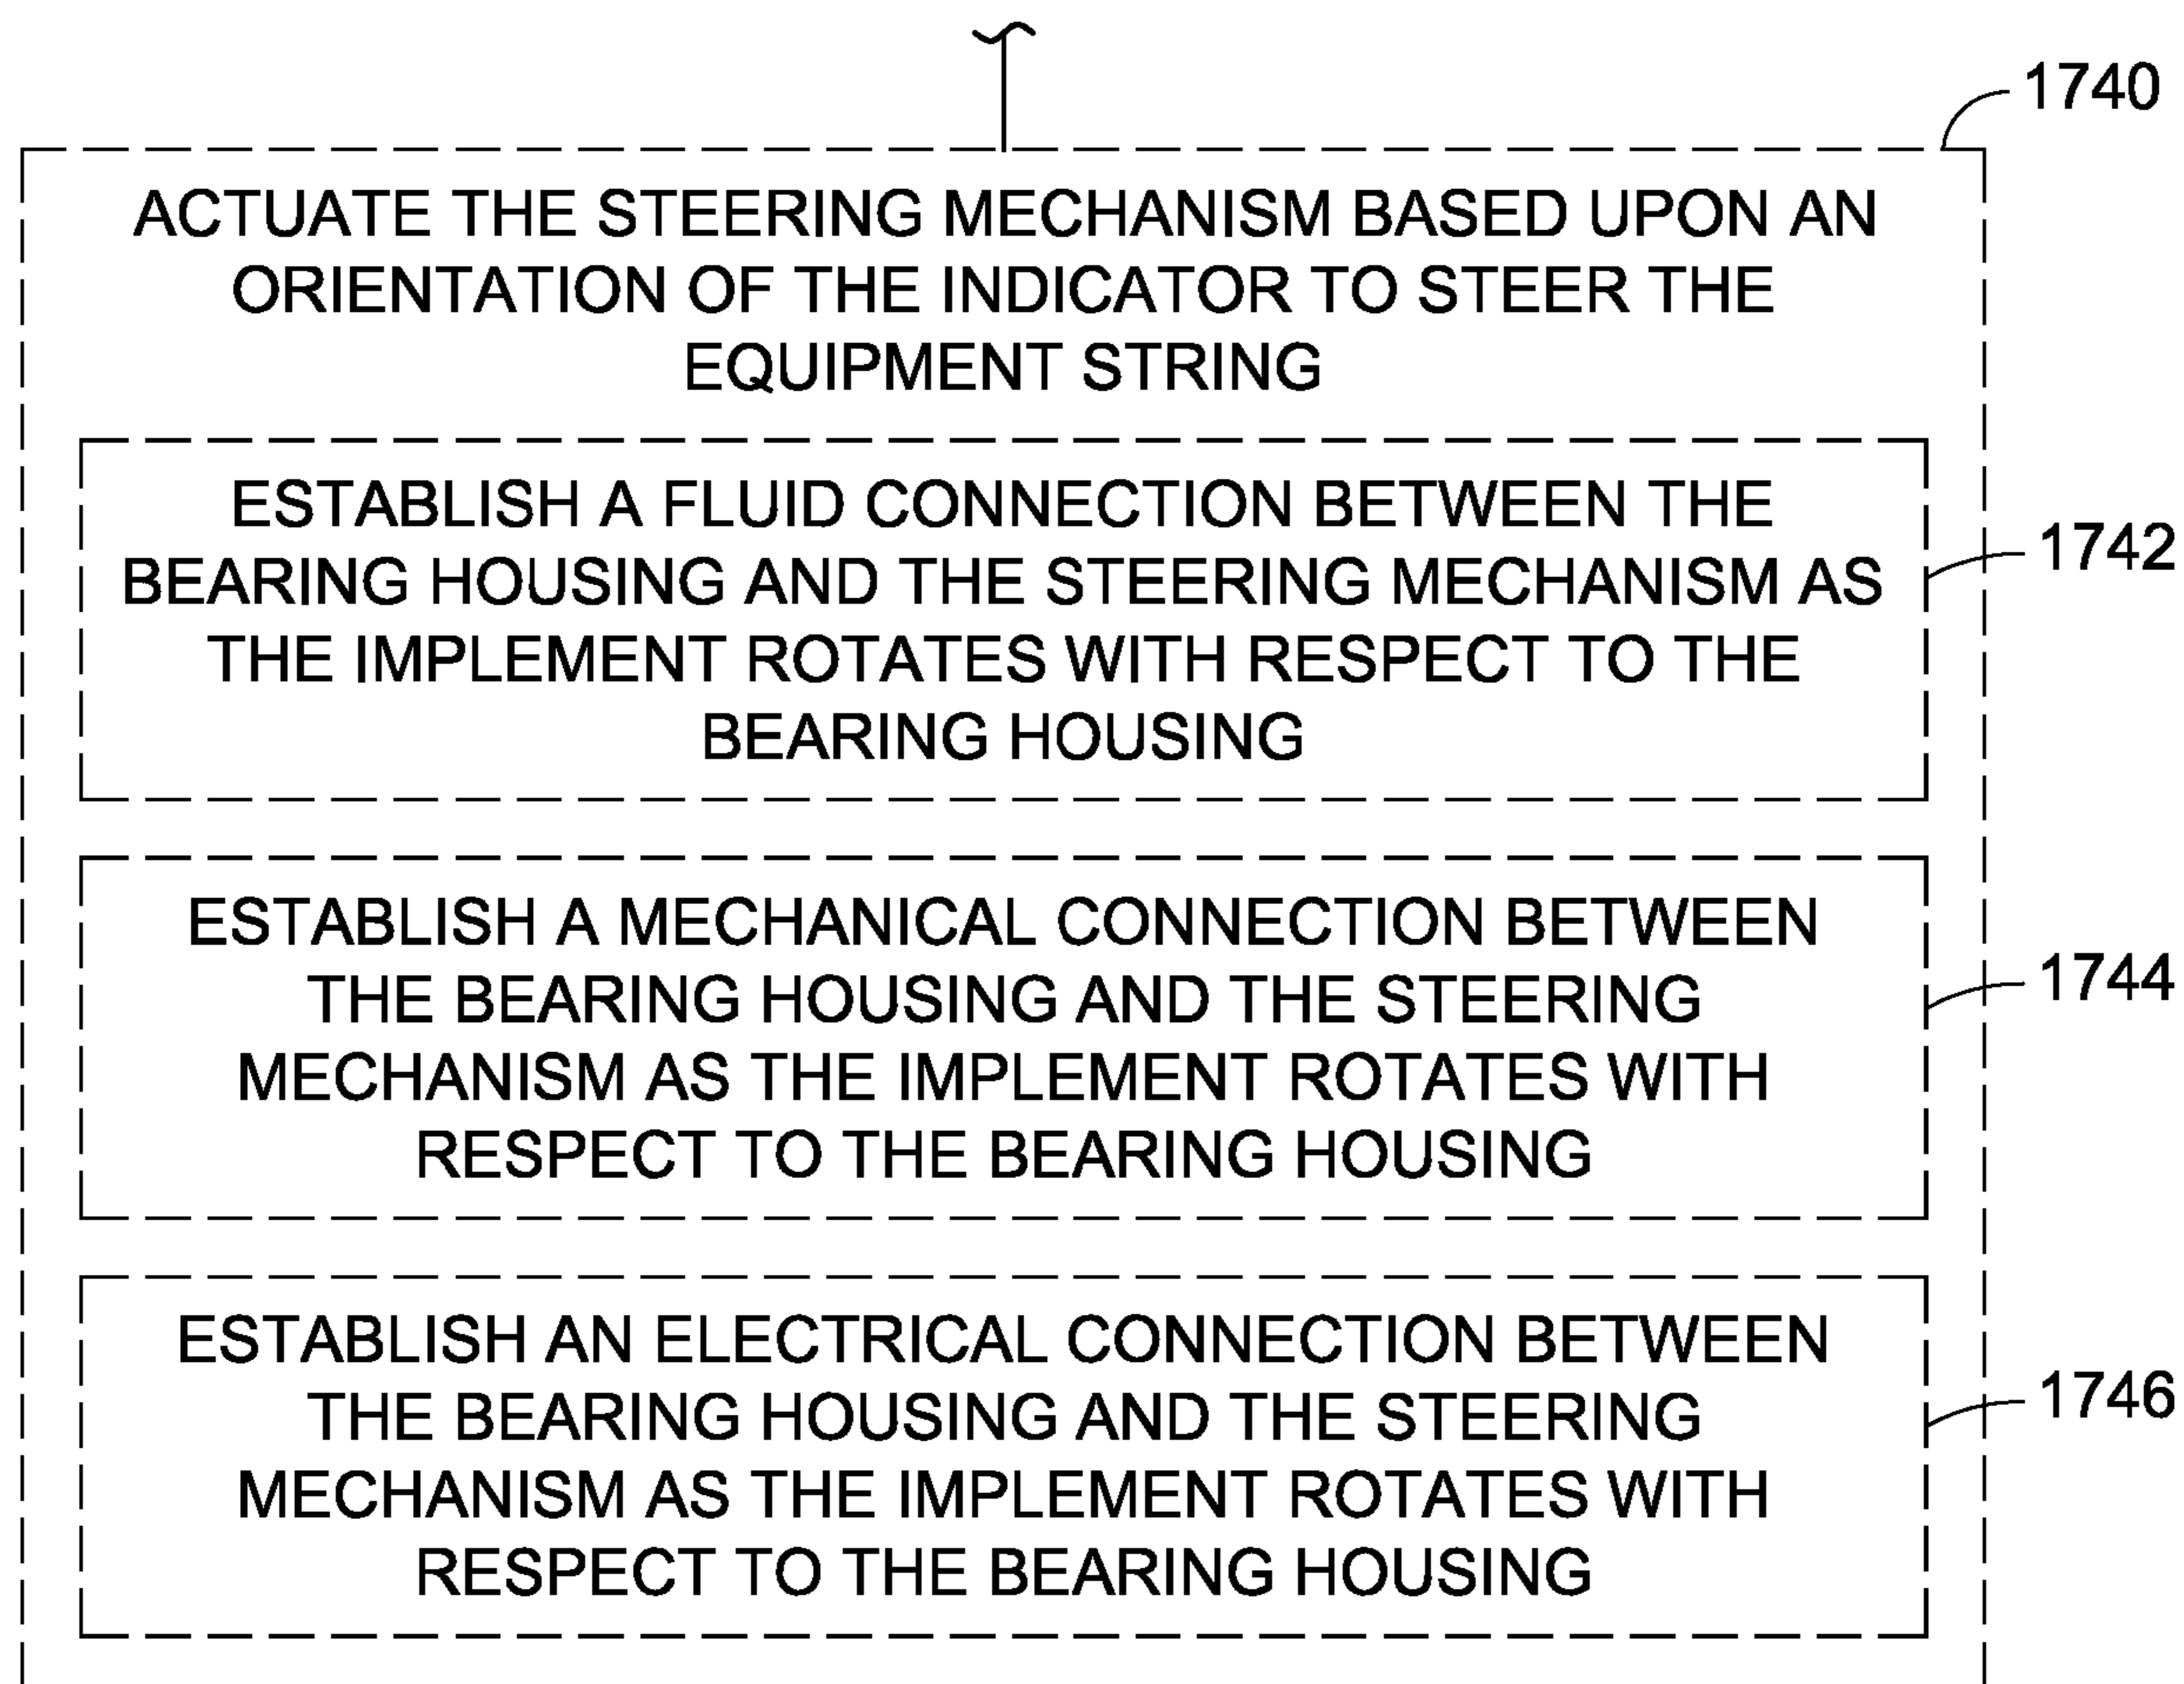 1740
ACTUATE THE STEERING MECHANISM BASED UPON AN
ORIENTATION OF THE INDICATOR TO STEER THE
EQUIPMENT STRING
ESTABLISH A FLUID CONNECTION BETWEEN THE
BEARING HOUSING AND THE STEERING MECHANISM AS
THE IMPLEMENT ROTATES WITH RESPECT TO THE
BEARING HOUSING
1742
ESTABLISH A MECHANICAL CONNECTION BETWEEN
THE BEARING HOUSING AND THE STEERING
MECHANISM AS THE IMPLEMENT ROTATES WITH
RESPECT TO THE BEARING HOUSING
1744
ESTABLISH AN ELECTRICAL CONNECTION BETWEEN
THE BEARING HOUSING AND THE STEERING
MECHANISM AS THE IMPLEMENT ROTATES WITH
RESPECT TO THE BEARING HOUSING
1746